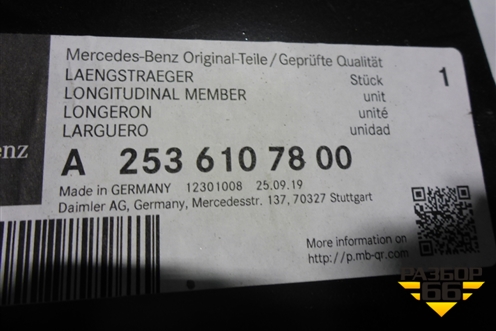 Mercedes-Benz Original-Teile/Geprüfte Qualität
LAENGSTRAEGER Stück 1
LONGITUDINAL MEMBER unit
LONGERON unité
LARGUERO unidad
enz
A 253 610 78 00
Made in GERMANY 12301008 25.09.19
Daimler AG, Germany, Mercedesstr. 137, 70327 Stuttgart
More information on
http://p.mb-qr.com/
РАЗБОР
66